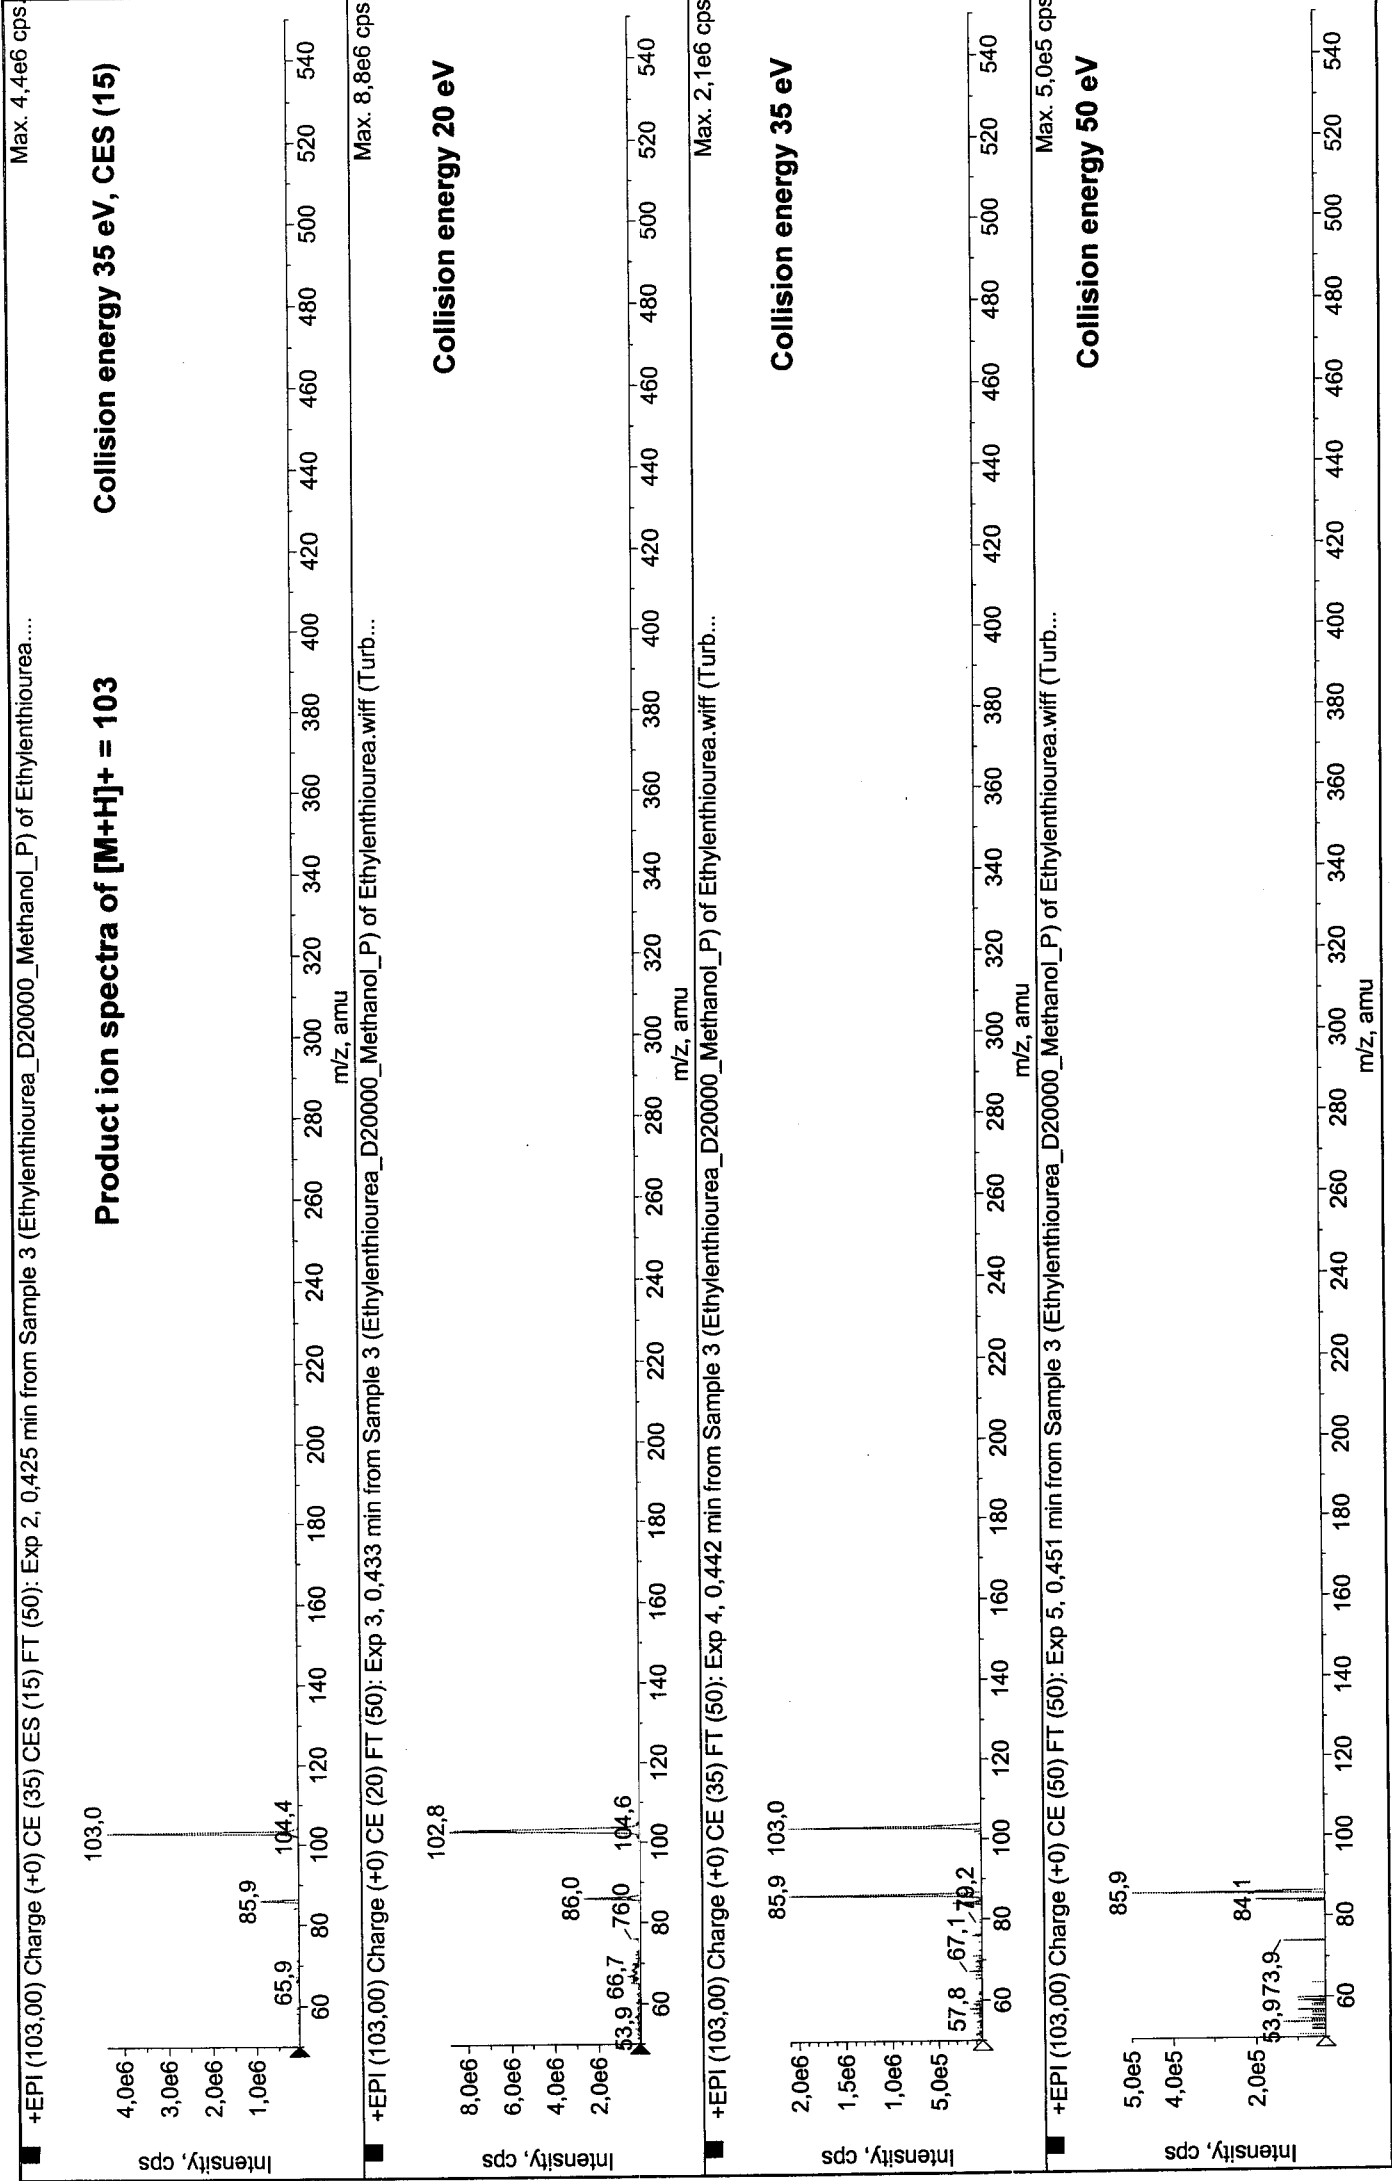 +EPI (103,00) Charge (+0) CE (35) CES (15) FT (50): Exp 2, 0,425 min from Sample 3 (Ethylenthiourea_D20000_Methanol_P) of Ethylenthiourea.... Max. 4,4e6 cps.
Product ion spectra of [M+H]+ = 103 Collision energy 35 eV, CES (15)
Intensity, cps
4,0e6
3,0e6
2,0e6
1,0e6
103,0
85,9
65,9
104,4
60 80 100 120 140 160 180 200 220 240 260 280 300 320 340 360 380 400 420 440 460 480 500 520 540
m/z, amu
+EPI (103,00) Charge (+0) CE (20) FT (50): Exp 3, 0,433 min from Sample 3 (Ethylenthiourea_D20000_Methanol_P) of Ethylenthiourea.wiff (Turb... Max. 8,8e6 cps
Collision energy 20 eV
Intensity, cps
8,0e6
6,0e6
4,0e6
2,0e6
102,8
86,0
53,9 66,7 76,0 104,6
60 80 100 120 140 160 180 200 220 240 260 280 300 320 340 360 380 400 420 440 460 480 500 520 540
m/z, amu
+EPI (103,00) Charge (+0) CE (35) FT (50): Exp 4, 0,442 min from Sample 3 (Ethylenthiourea_D20000_Methanol_P) of Ethylenthiourea.wiff (Turb... Max. 2,1e6 cps
Collision energy 35 eV
Intensity, cps
2,0e6
1,5e6
1,0e6
5,0e5
85,9 103,0
57,8 67,1 79,2
60 80 100 120 140 160 180 200 220 240 260 280 300 320 340 360 380 400 420 440 460 480 500 520 540
m/z, amu
+EPI (103,00) Charge (+0) CE (50) FT (50): Exp 5, 0,451 min from Sample 3 (Ethylenthiourea_D20000_Methanol_P) of Ethylenthiourea.wiff (Turb... Max. 5,0e5 cps
Collision energy 50 eV
Intensity, cps
5,0e5
4,0e5
2,0e5
85,9
84,1
53,9 73,9
60 80 100 120 140 160 180 200 220 240 260 280 300 320 340 360 380 400 420 440 460 480 500 520 540
m/z, amu